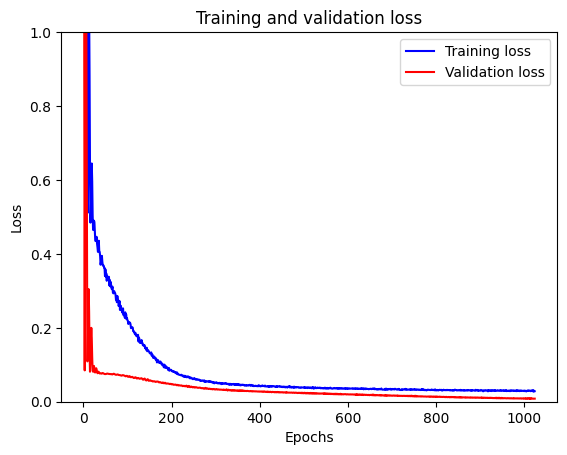 Training and validation loss
Training loss
Validation loss
Loss
1.0
0.8
0.6
0.4
0.2
0.0
0 200 400 600 800 1000
Epochs